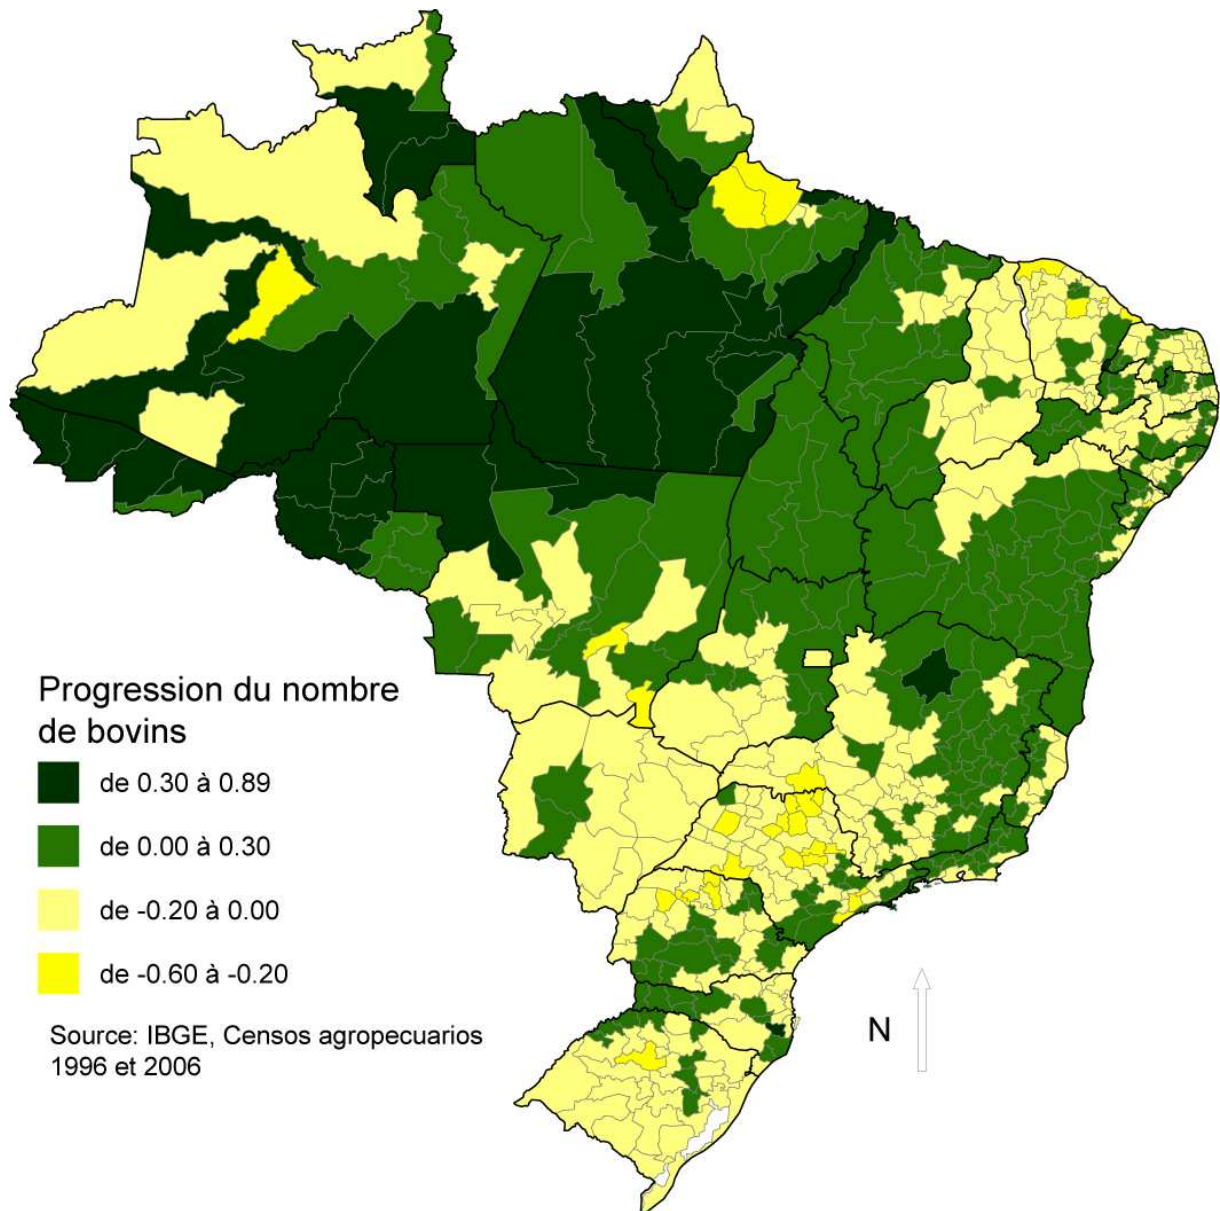 Progression du nombre
de bovins
de 0.30 à 0.89
de 0.00 à 0.30
de -0.20 à 0.00
de -0.60 à -0.20
Source: IBGE, Censos agropecuarios
1996 et 2006
N